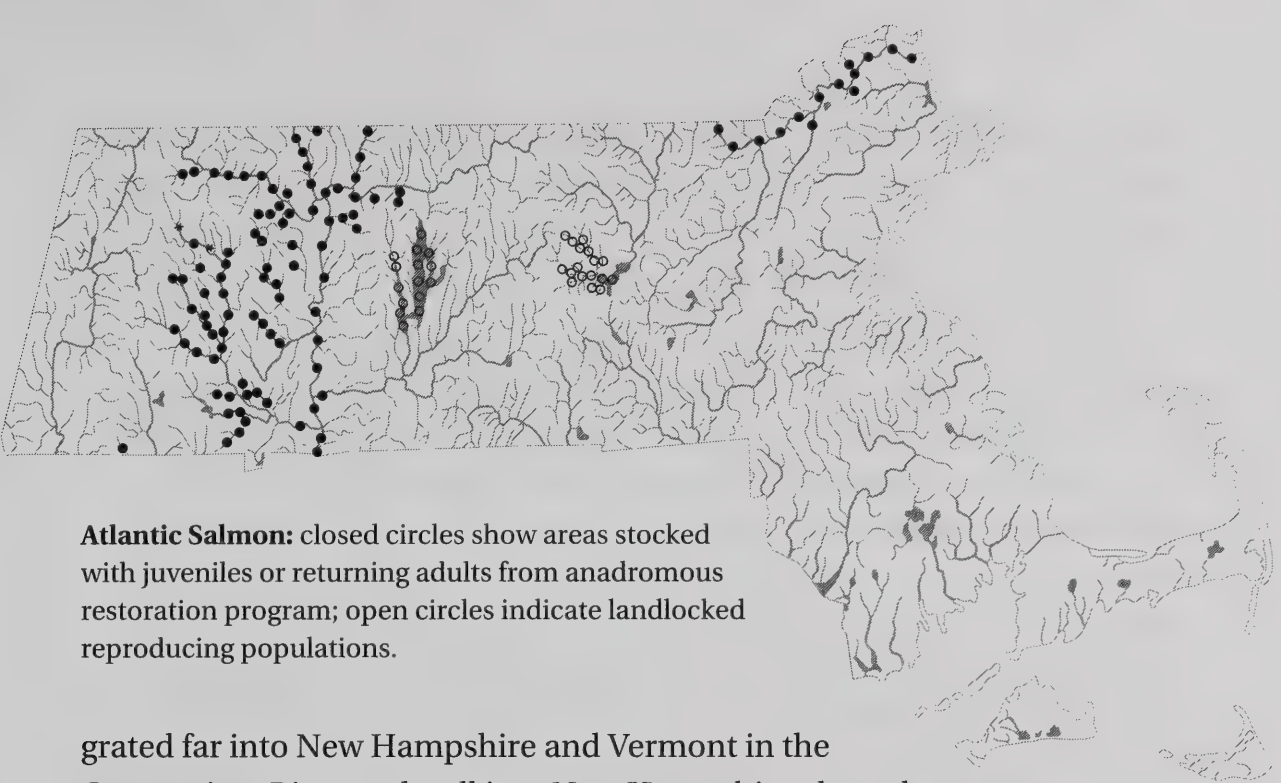 Atlantic Salmon: closed circles show areas stocked
with juveniles or returning adults from anadromous
restoration program; open circles indicate landlocked
reproducing populations.
grated far into New Hampshire and Vermont in the